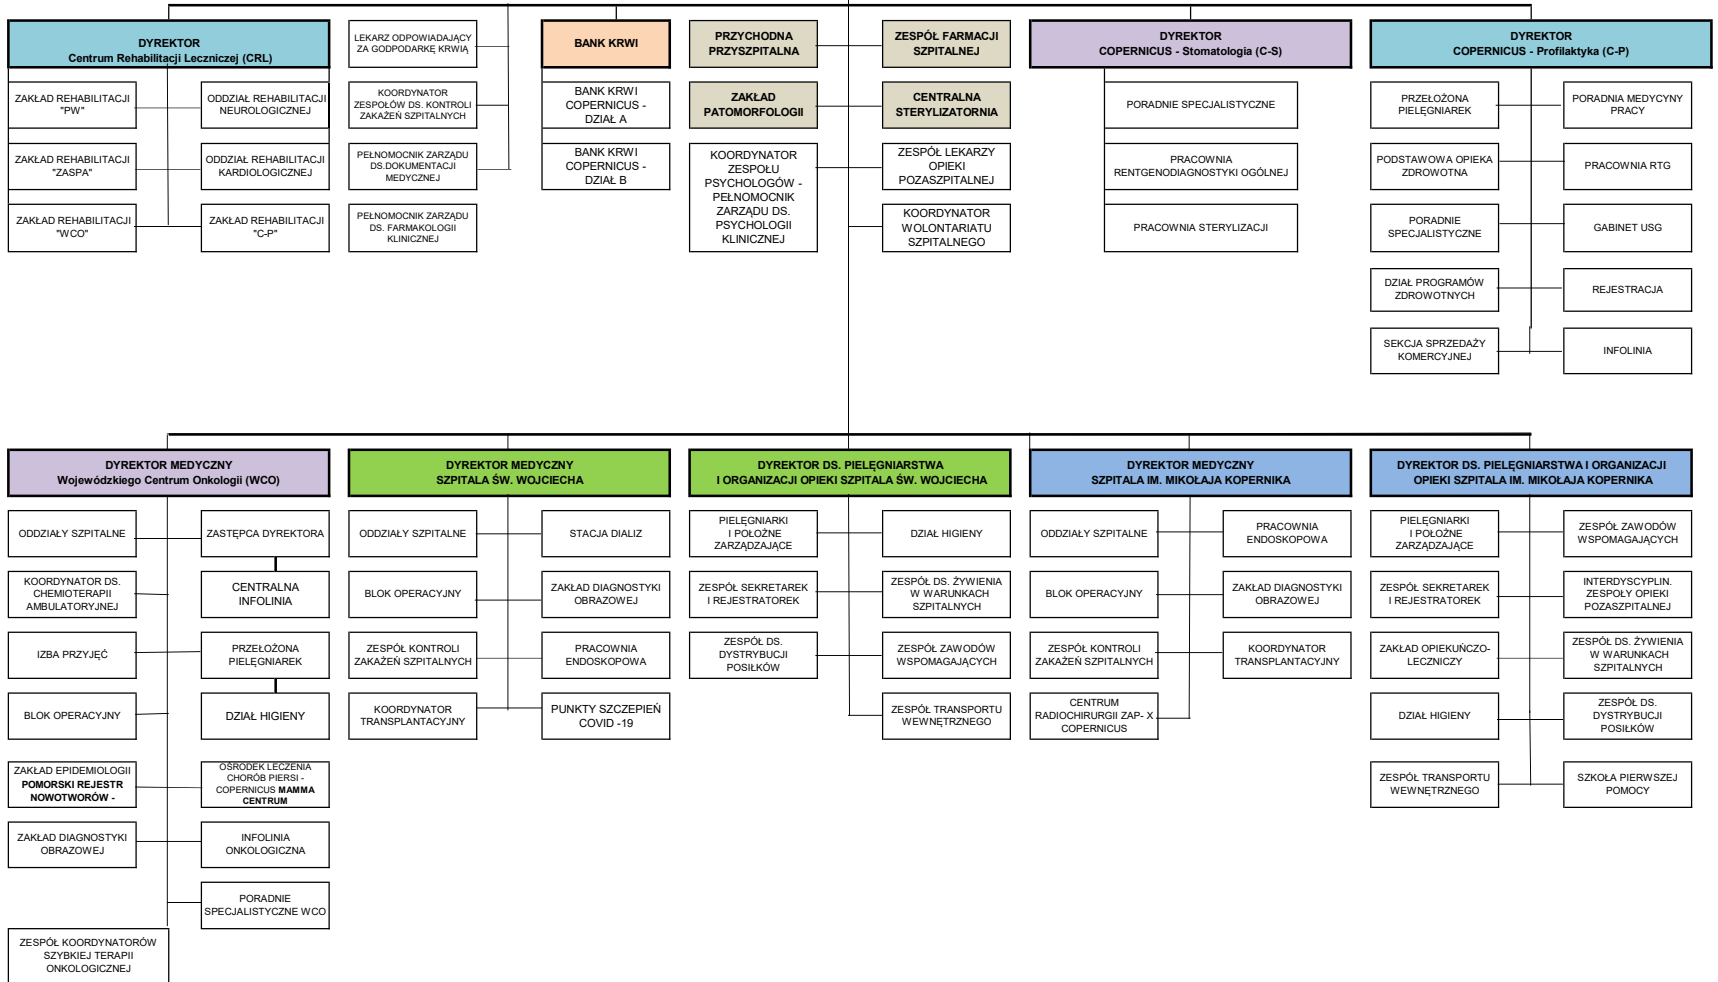 DYREKTOR
Centrum Rehabilitacji Leczniczej (CRL)
ZAKŁAD REHABILITACJI
"PW"
ODDZIAŁ REHABILITACJI
NEUROLOGICZNEJ
ZAKŁAD REHABILITACJI
"ZASPA"
ODDZIAŁ REHABILITACJI
KARDIOLOGICZNEJ
ZAKŁAD REHABILITACJI
"WCO"
ZAKŁAD REHABILITACJI
"C-P"
LEKARZ ODPOWIADAJĄCY
ZA GODPODARKĘ KRWIĄ
KOORDYNATOR
ZESPOŁÓW DS. KONTROLI
ZAKAŻEŃ SZPITALNYCH
PEŁNOMOCNIK ZARZĄDU
DS.DOKUMENTACJI
MEDYCZNEJ
PEŁNOMOCNIK ZARZĄDU
DS. FARMAKOLOGII
KLINICZNEJ
BANK KRWI
BANK KRWI
COPERNICUS -
DZIAŁ A
BANK KRWI
COPERNICUS -
DZIAŁ B
PRZYCHODNA
PRZYSZPITALNA
ZESPÓŁ FARMACJI
SZPITALNEJ
ZAKŁAD
PATOMORFOLOGII
CENTRALNA
STERYLIZATORNIA
KOORDYNATOR
ZESPOŁU
PSYCHOLOGÓW -
PEŁNOMOCNIK
ZARZĄDU DS.
PSYCHOLOGII
KLINICZNEJ
ZESPÓŁ LEKARZY
OPIEKI
POZASZPITALNEJ
KOORDYNATOR
WOLONTARIATU
SZPITALNEGO
DYREKTOR
COPERNICUS - Stomatologia (C-S)
PORADNIE SPECJALISTYCZNE
PRACOWNIA
RENTGENODIAGNOSTYKI OGÓLNEJ
PRACOWNIA STERYLIZACJI
DYREKTOR
COPERNICUS - Profilaktyka (C-P)
PRZEŁOŻONA
PIELĘGNIAREK
PORADNIA MEDYCYNY
PRACY
PODSTAWOWA OPIEKA
ZDROWOTNA
PRACOWNIA RTG
PORADNIE
SPECJALISTYCZNE
GABINET USG
DZIAŁ PROGRAMÓW
ZDROWOTNYCH
REJESTRACJA
SEKCJA SPRZEDAŻY
KOMERCYJNEJ
INFOLINIA
DYREKTOR MEDYCZNY
Wojewódzkiego Centrum Onkologii (WCO)
ODDZIAŁY SZPITALNE
ZASTĘPCA DYREKTORA
KOORDYNATOR DS.
CHEMIOTERAPII
AMBULATORYJNEJ
CENTRALNA
INFOLINIA
IZBA PRZYJĘĆ
PRZEŁOŻONA
PIELĘGNIAREK
BLOK OPERACYJNY
DZIAŁ HIGIENY
ZAKŁAD EPIDEMIOLOGII
POMORSKI REJESTR
NOWOTWORÓW -
OŚRODEK LECZENIA
CHORÓB PIERSI -
COPERNICUS MAMMA
CENTRUM
ZAKŁAD DIAGNOSTYKI
OBRAZOWEJ
INFOLINIA
ONKOLOGICZNA
PORADNIE
SPECJALISTYCZNE WCO
ZESPÓŁ KOORDYNATORÓW
SZYBKIEJ TERAPII
ONKOLOGICZNEJ
DYREKTOR MEDYCZNY
SZPITALA ŚW. WOJCIECHA
ODDZIAŁY SZPITALNE
STACJA DIALIZ
BLOK OPERACYJNY
ZAKŁAD DIAGNOSTYKI
OBRAZOWEJ
ZESPÓŁ KONTROLI
ZAKAŻEŃ SZPITALNYCH
PRACOWNIA
ENDOSKOPOWA
KOORDYNATOR
TRANSPLANTACYJNY
PUNKTY SZCZEPIEŃ
COVID -19
DYREKTOR DS. PIELĘGNIARSTWA
I ORGANIZACJI OPIEKI SZPITALA ŚW. WOJCIECHA
PIELĘGNIARKI
I POŁOŻNE
ZARZĄDZAJĄCE
DZIAŁ HIGIENY
ZESPÓŁ SEKRETAREK
I REJESTRATOREK
ZESPÓŁ DS. ŻYWIENIA
W WARUNKACH
SZPITALNYCH
ZESPÓŁ DS.
DYSTRYBUCJI
POSIŁKÓW
ZESPÓŁ ZAWODÓW
WSPOMAGAJĄCYCH
ZESPÓŁ TRANSPORTU
WEWNĘTRZNEGO
DYREKTOR MEDYCZNY
SZPITALA IM. MIKOŁAJA KOPERNIKA
ODDZIAŁY SZPITALNE
PRACOWNIA
ENDOSKOPOWA
BLOK OPERACYJNY
ZAKŁAD DIAGNOSTYKI
OBRAZOWEJ
ZESPÓŁ KONTROLI
ZAKAŻEŃ SZPITALNYCH
KOORDYNATOR
TRANSPLANTACYJNY
CENTRUM
RADIOCHIRURGII ZAP- X
COPERNICUS
DYREKTOR DS. PIELĘGNIARSTWA I ORGANIZACJI
OPIEKI SZPITALA IM. MIKOŁAJA KOPERNIKA
PIELĘGNIARKI
I POŁOŻNE
ZARZĄDZAJĄCE
ZESPÓŁ ZAWODÓW
WSPOMAGAJĄCYCH
ZESPÓŁ SEKRETAREK
I REJESTRATOREK
INTERDYSCYPLIN.
ZESPOŁY OPIEKI
POZASZPITALNEJ
ZAKŁAD OPIEKUŃCZO-
LECZNICZY
ZESPÓŁ DS. ŻYWIENIA
W WARUNKACH
SZPITALNYCH
DZIAŁ HIGIENY
ZESPÓŁ DS.
DYSTRYBUCJI
POSIŁKÓW
ZESPÓŁ TRANSPORTU
WEWNĘTRZNEGO
SZKOŁA PIERWSZEJ
POMOCY